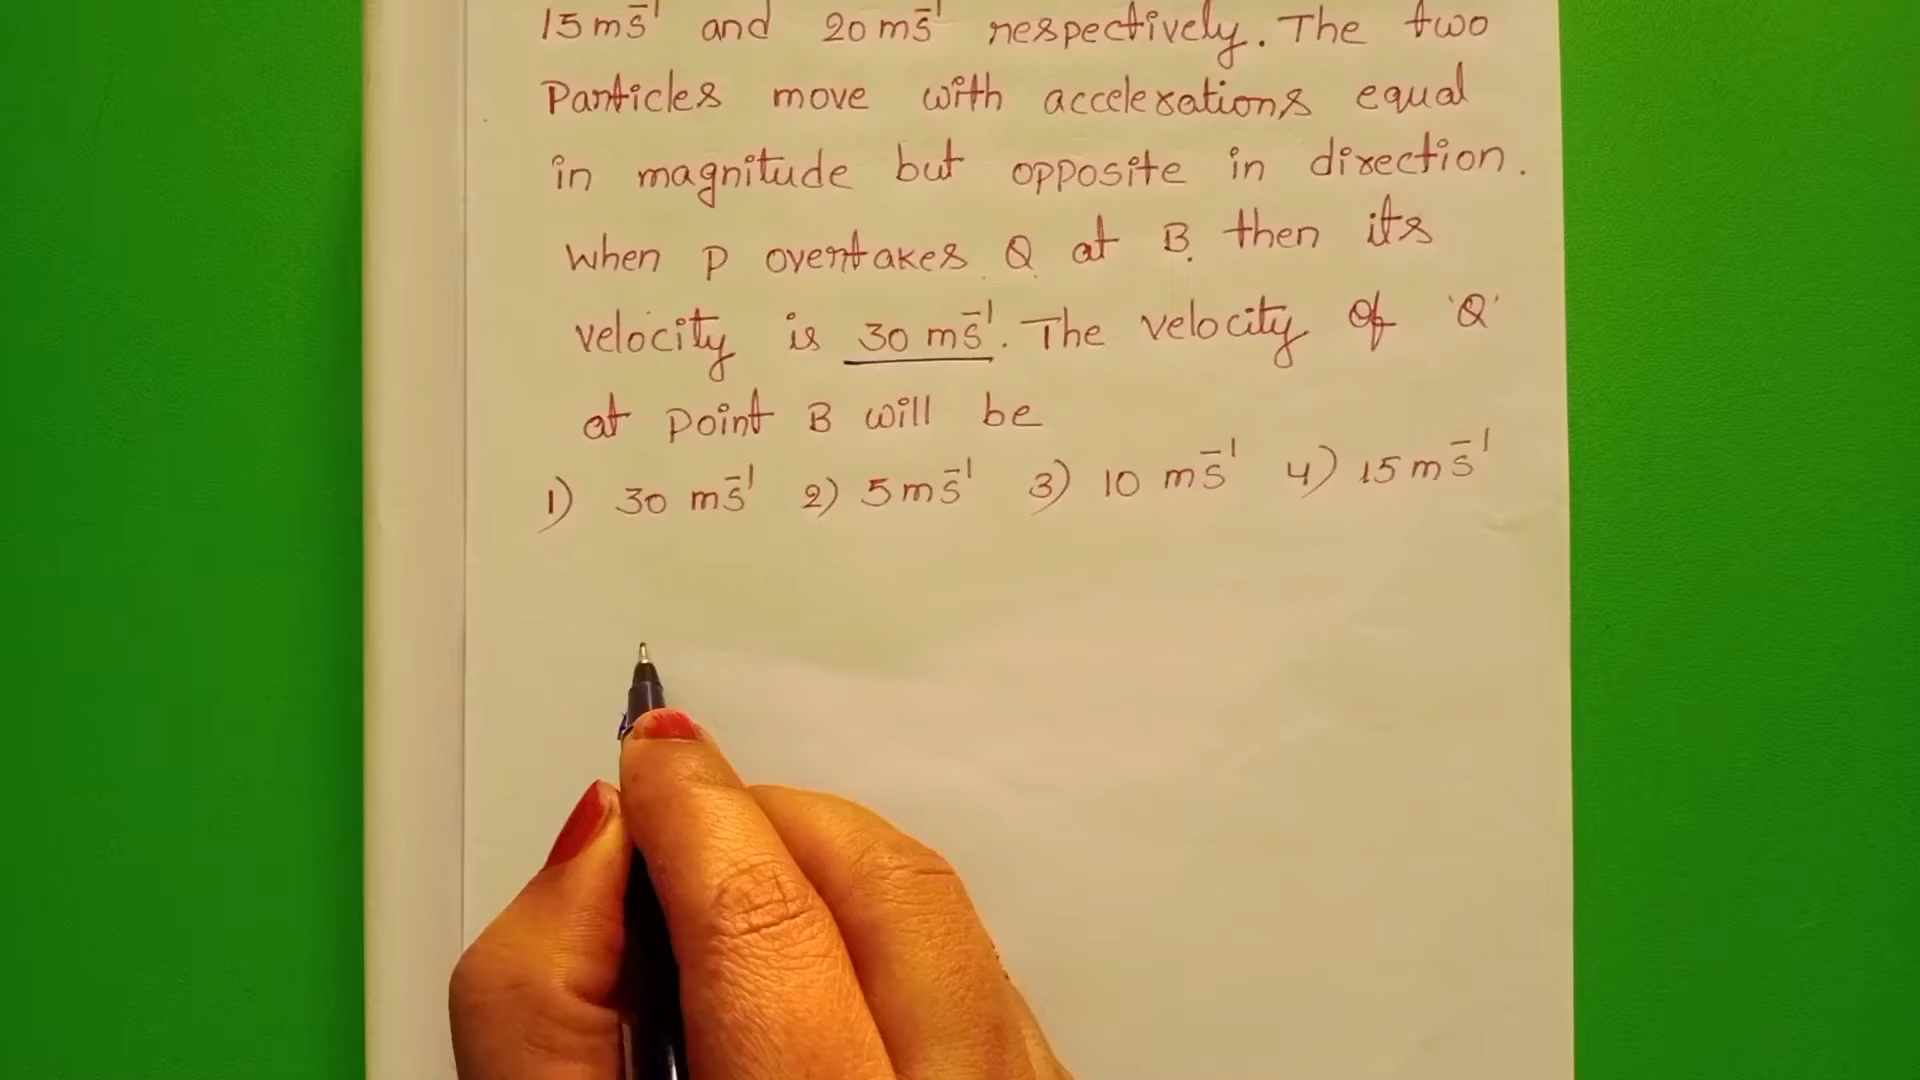 15 ms⁻¹ and 20 ms⁻¹ respectively. The two
Particles move with accelerations equal
in magnitude but opposite in direction.
When P overtakes Q at B then its
velocity is 30 ms⁻¹. The velocity of 'Q'
at point B will be
1) 30 ms⁻¹ 2) 5 ms⁻¹ 3) 10 ms⁻¹ 4) 15 ms⁻¹